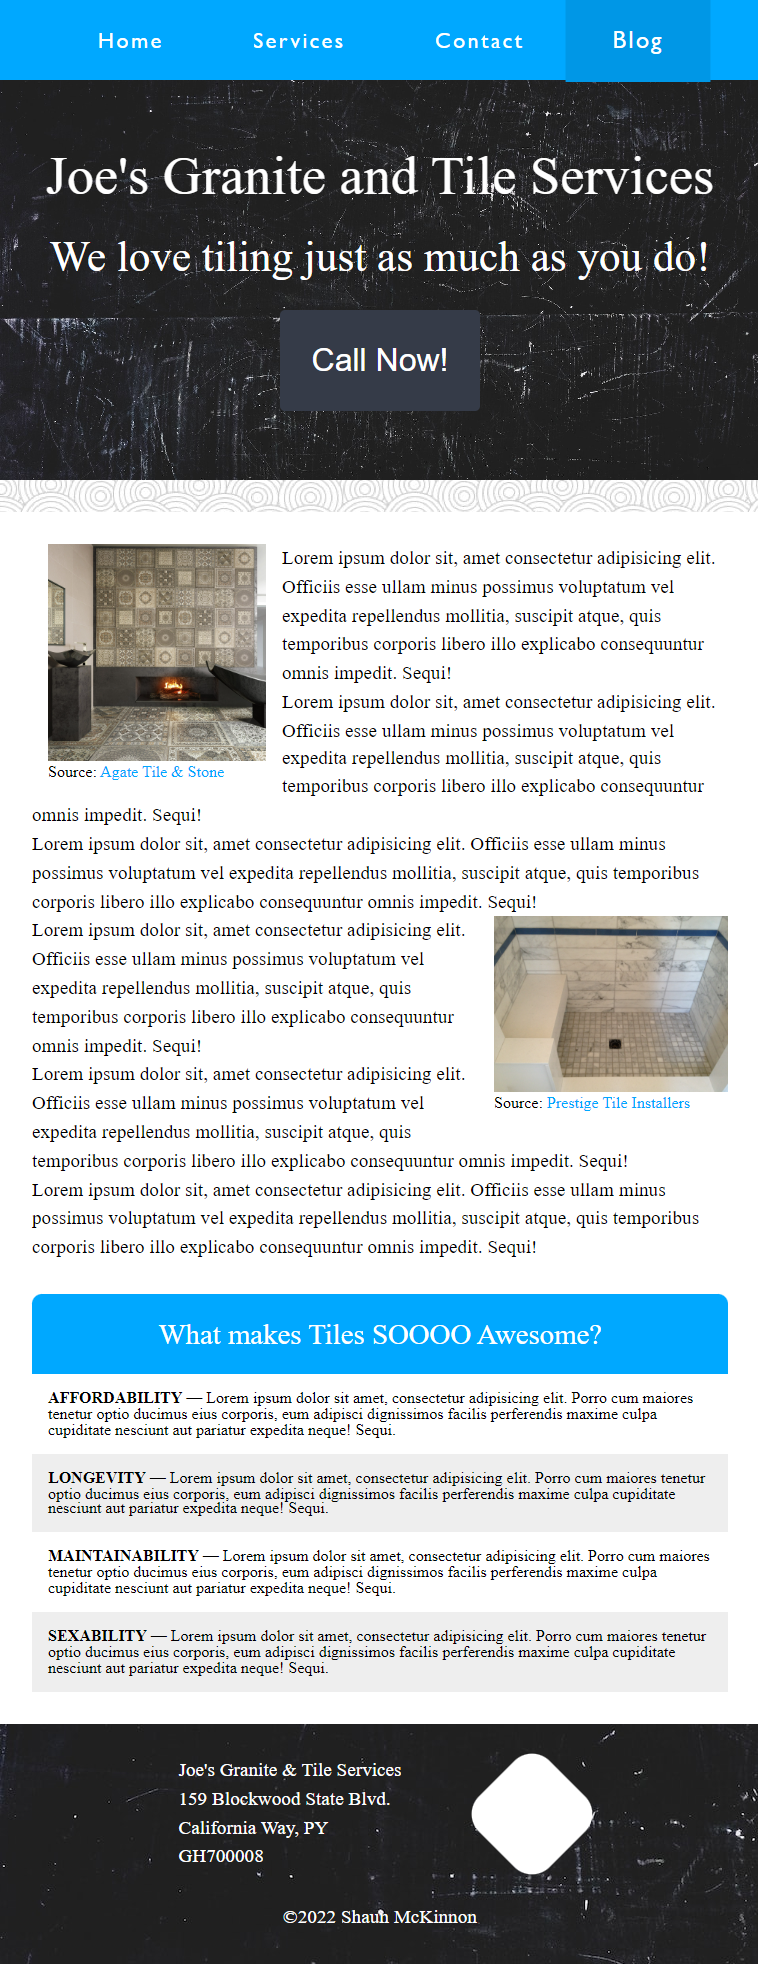 Home Services Contact Blog
Joe's Granite and Tile Services
We love tiling just as much as you do!
Call Now!
Lorem ipsum dolor sit, amet consectetur adipisicing elit.
Officiis esse ullam minus possimus voluptatum vel
expedita repellendus mollitia, suscipit atque, quis
temporibus corporis libero illo explicabo consequuntur
omnis impedit. Sequi!
Lorem ipsum dolor sit, amet consectetur adipisicing elit.
Officiis esse ullam minus possimus voluptatum vel
expedita repellendus mollitia, suscipit atque, quis
temporibus corporis libero illo explicabo consequuntur
Source: Agate Tile & Stone
omnis impedit. Sequi!
Lorem ipsum dolor sit, amet consectetur adipisicing elit. Officiis esse ullam minus
possimus voluptatum vel expedita repellendus mollitia, suscipit atque, quis temporibus
corporis libero illo explicabo consequuntur omnis impedit. Sequi!
Lorem ipsum dolor sit, amet consectetur adipisicing elit.
Officiis esse ullam minus possimus voluptatum vel
expedita repellendus mollitia, suscipit atque, quis
temporibus corporis libero illo explicabo consequuntur
omnis impedit. Sequi!
Lorem ipsum dolor sit, amet consectetur adipisicing elit.
Officiis esse ullam minus possimus voluptatum vel
expedita repellendus mollitia, suscipit atque, quis
Source: Prestige Tile Installers
temporibus corporis libero illo explicabo consequuntur omnis impedit. Sequi!
Lorem ipsum dolor sit, amet consectetur adipisicing elit. Officiis esse ullam minus
possimus voluptatum vel expedita repellendus mollitia, suscipit atque, quis temporibus
corporis libero illo explicabo consequuntur omnis impedit. Sequi!
What makes Tiles SOOOO Awesome?
AFFORDABILITY — Lorem ipsum dolor sit amet, consectetur adipisicing elit. Porro cum maiores
tenetur optio ducimus eius corporis, eum adipisci dignissimos facilis perferendis maxime culpa
cupiditate nesciunt aut pariatur expedita neque! Sequi.
LONGEVITY — Lorem ipsum dolor sit amet, consectetur adipisicing elit. Porro cum maiores tenetur
optio ducimus eius corporis, eum adipisci dignissimos facilis perferendis maxime culpa cupiditate
nesciunt aut pariatur expedita neque! Sequi.
MAINTAINABILITY — Lorem ipsum dolor sit amet, consectetur adipisicing elit. Porro cum maiores
tenetur optio ducimus eius corporis, eum adipisci dignissimos facilis perferendis maxime culpa
cupiditate nesciunt aut pariatur expedita neque! Sequi.
SEXABILITY — Lorem ipsum dolor sit amet, consectetur adipisicing elit. Porro cum maiores tenetur
optio ducimus eius corporis, eum adipisci dignissimos facilis perferendis maxime culpa cupiditate
nesciunt aut pariatur expedita neque! Sequi.
Joe's Granite & Tile Services
159 Blockwood State Blvd.
California Way, PY
GH700008
©2022 Shaun McKinnon